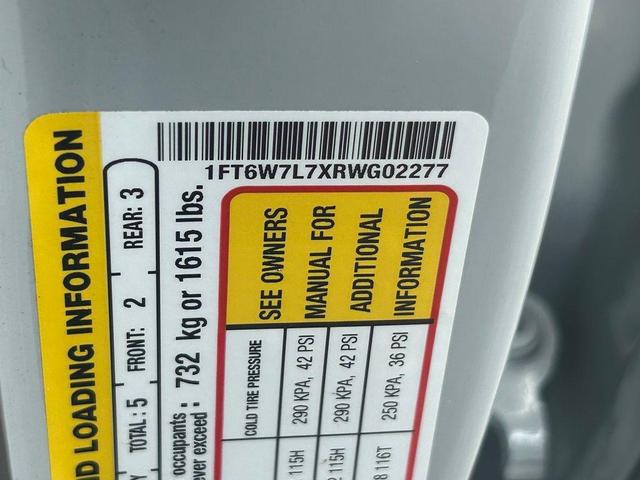 1FT6W7L7XRWG02277
LOADING INFORMATION
TOTAL: 5 FRONT: 2 REAR: 3
occupants :
exceed : 732 kg or 1615 lbs.
SEE OWNERS
MANUAL FOR
ADDITIONAL
INFORMATION
COLD TIRE PRESSURE
115H 290 KPA, 42 PSI
115H 290 KPA, 42 PSI
116T 250 KPA, 36 PSI